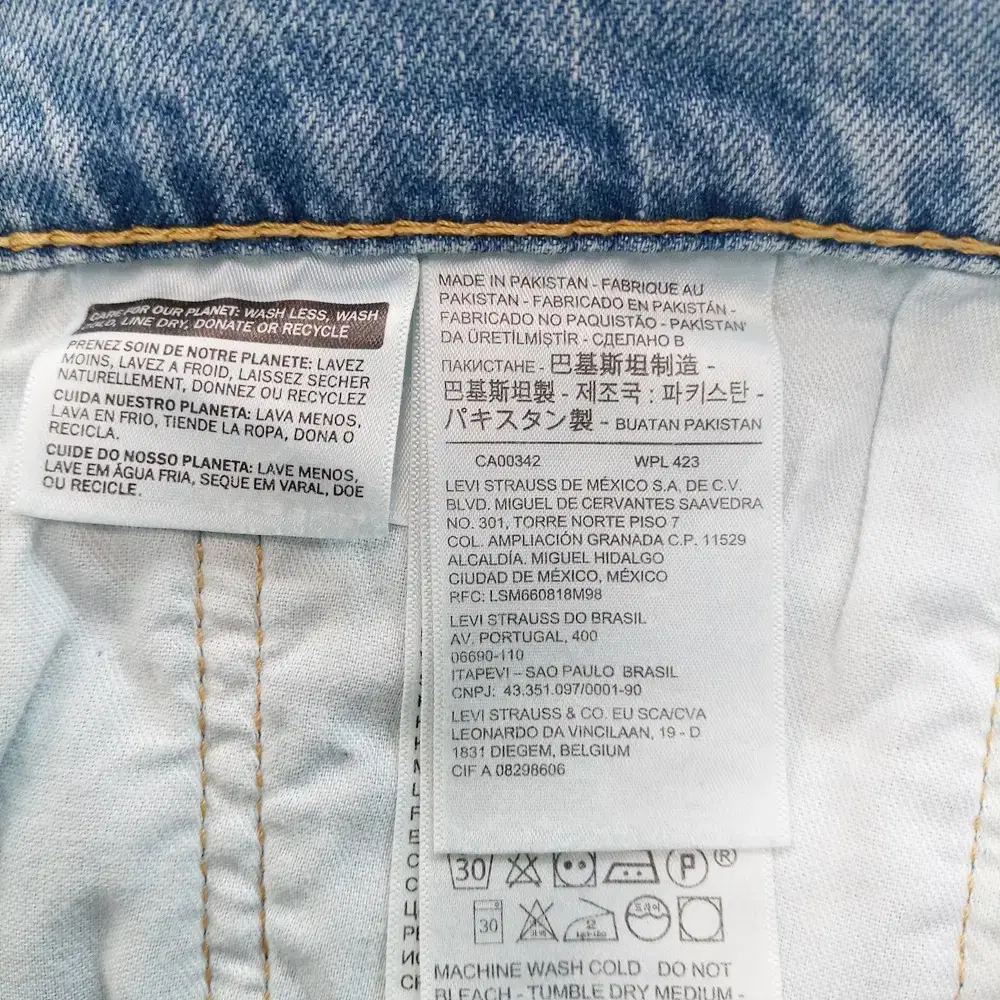 CARE FOR OUR PLANET: WASH LESS, WASH
COLD, LINE DRY, DONATE OR RECYCLE
PRENEZ SOIN DE NOTRE PLANETE: LAVEZ
MOINS, LAVEZ A FROID, LAISSEZ SECHER
NATURELLEMENT, DONNEZ OU RECYCLEZ
CUIDA NUESTRO PLANETA: LAVA MENOS,
LAVA EN FRIO, TIENDE LA ROPA, DONA O
RECICLA.
CUIDE DO NOSSO PLANETA: LAVE MENOS,
LAVE EM ÁGUA FRIA, SEQUE EM VARAL, DOE
OU RECICLE.
MADE IN PAKISTAN - FABRIQUE AU
PAKISTAN - FABRICADO EN PAKISTÁN -
FABRICADO NO PAQUISTÃO - PAKİSTAN'
DA ÜRETİLMİŞTİR - СДЕЛАНО В
ПАКИСТАНЕ - 巴基斯坦制造 -
巴基斯坦製 - 제조국 : 파키스탄 -
パキスタン製 - BUATAN PAKISTAN
CA00342 WPL 423
LEVI STRAUSS DE MÉXICO S.A. DE C.V.
BLVD. MIGUEL DE CERVANTES SAAVEDRA
NO. 301, TORRE NORTE PISO 7
COL. AMPLIACIÓN GRANADA C.P. 11529
ALCALDÍA. MIGUEL HIDALGO
CIUDAD DE MÉXICO, MÉXICO
RFC: LSM660818M98
LEVI STRAUSS DO BRASIL
AV. PORTUGAL, 400
06690-110
ITAPEVI – SAO PAULO BRASIL
CNPJ: 43.351.097/0001-90
LEVI STRAUSS & CO. EU SCA/CVA
LEONARDO DA VINCILAAN, 19 - D
1831 DIEGEM, BELGIUM
CIF A 08298606
30 P ®
30 드라이
MACHINE WASH COLD DO NOT
BLEACH - TUMBLE DRY MEDIUM -